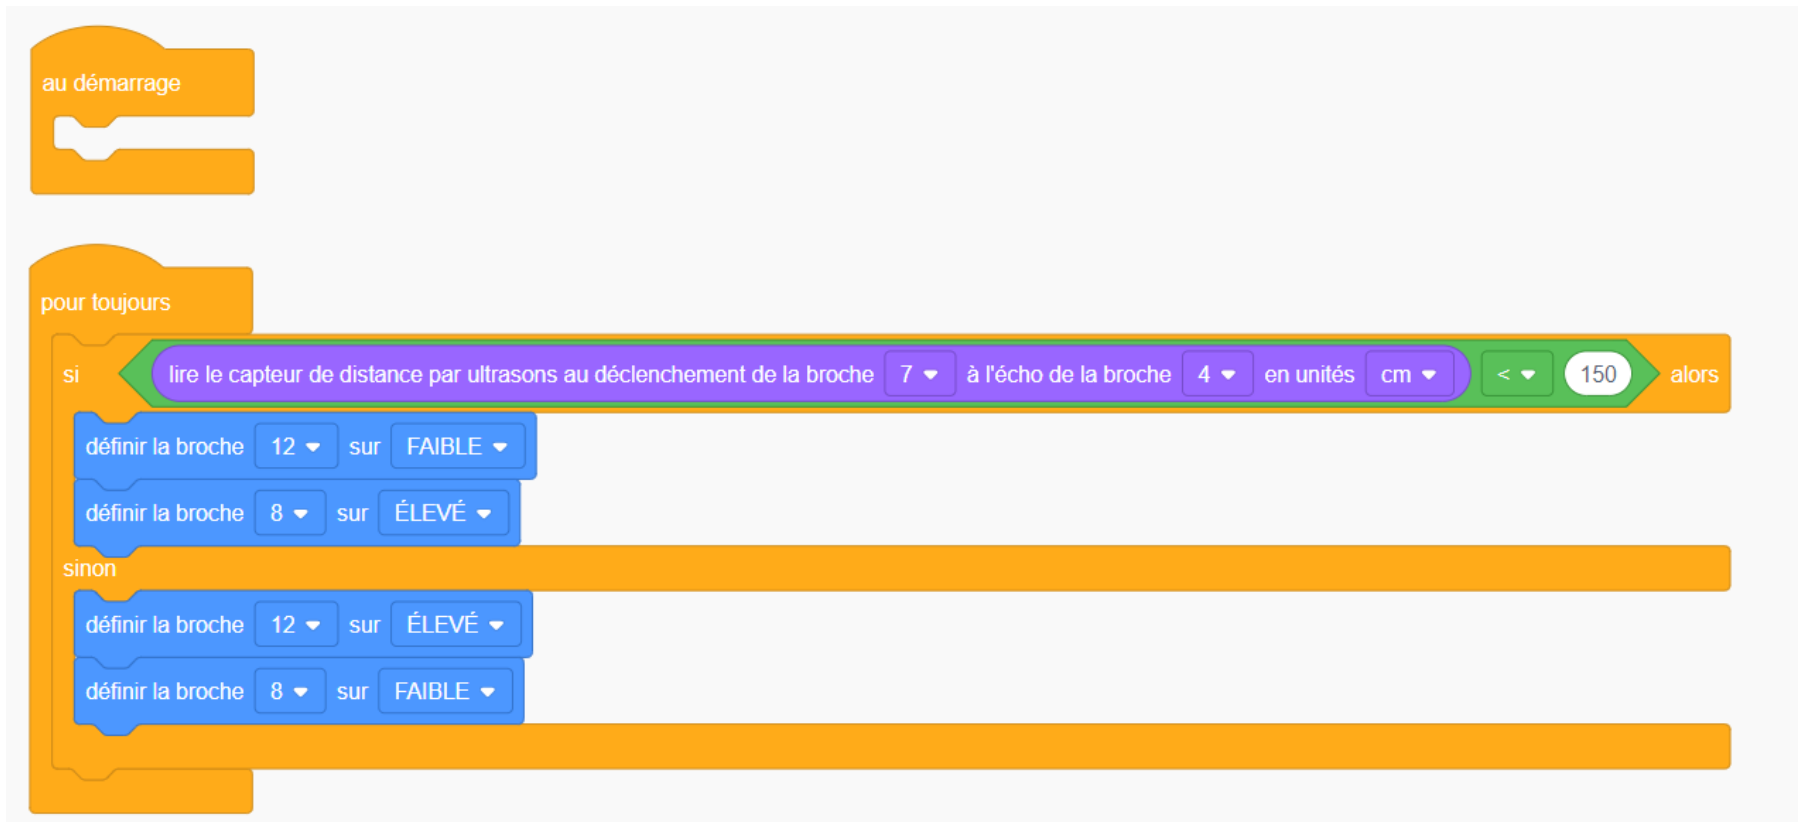 au démarrage
pour toujours
si lire le capteur de distance par ultrasons au déclenchement de la broche 7 à l'écho de la broche 4 en unités cm < 150 alors
définir la broche 12 sur FAIBLE
définir la broche 8 sur ÉLEVÉ
sinon
définir la broche 12 sur ÉLEVÉ
définir la broche 8 sur FAIBLE